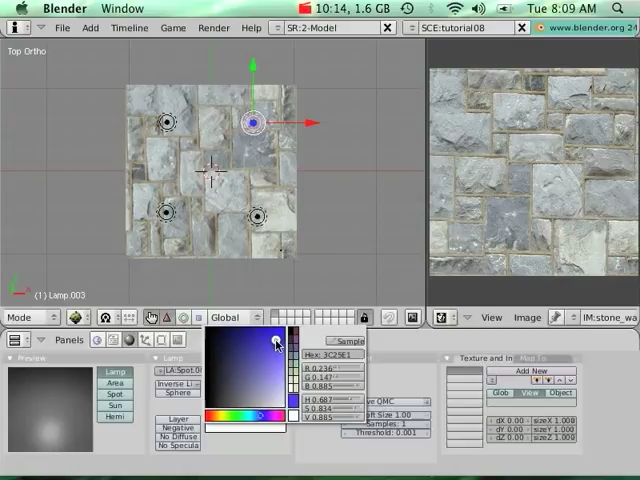 Blender Window 10:14, 1.6 GB Tue 8:09 AM
File Add Timeline Game Render Help SR:2-Model SCE:tutorial08 www.blender.org 24
Top Ortho
(1) Lamp.003
Mode Global View Image IM:stone_wa
Panels
Preview Lamp Texture and In Map To
Lamp
Area
Spot
Sun
Hemi
LA:Spot.0
Inverse Li
Sphere
Layer
Negative
No Diffuse
No Specula
Sample
Hex: 3C25E1
R 0.236
G 0.147
B 0.885
H 0.687
S 0.834
V 0.885
QMC
Soft Size 1.00
Samples: 1
Threshold: 0.001
Add New
Glob View Object
dX 0.00 sizeX 1.00
dY 0.00 sizeY 1.00
dZ 0.00 sizeZ 1.00